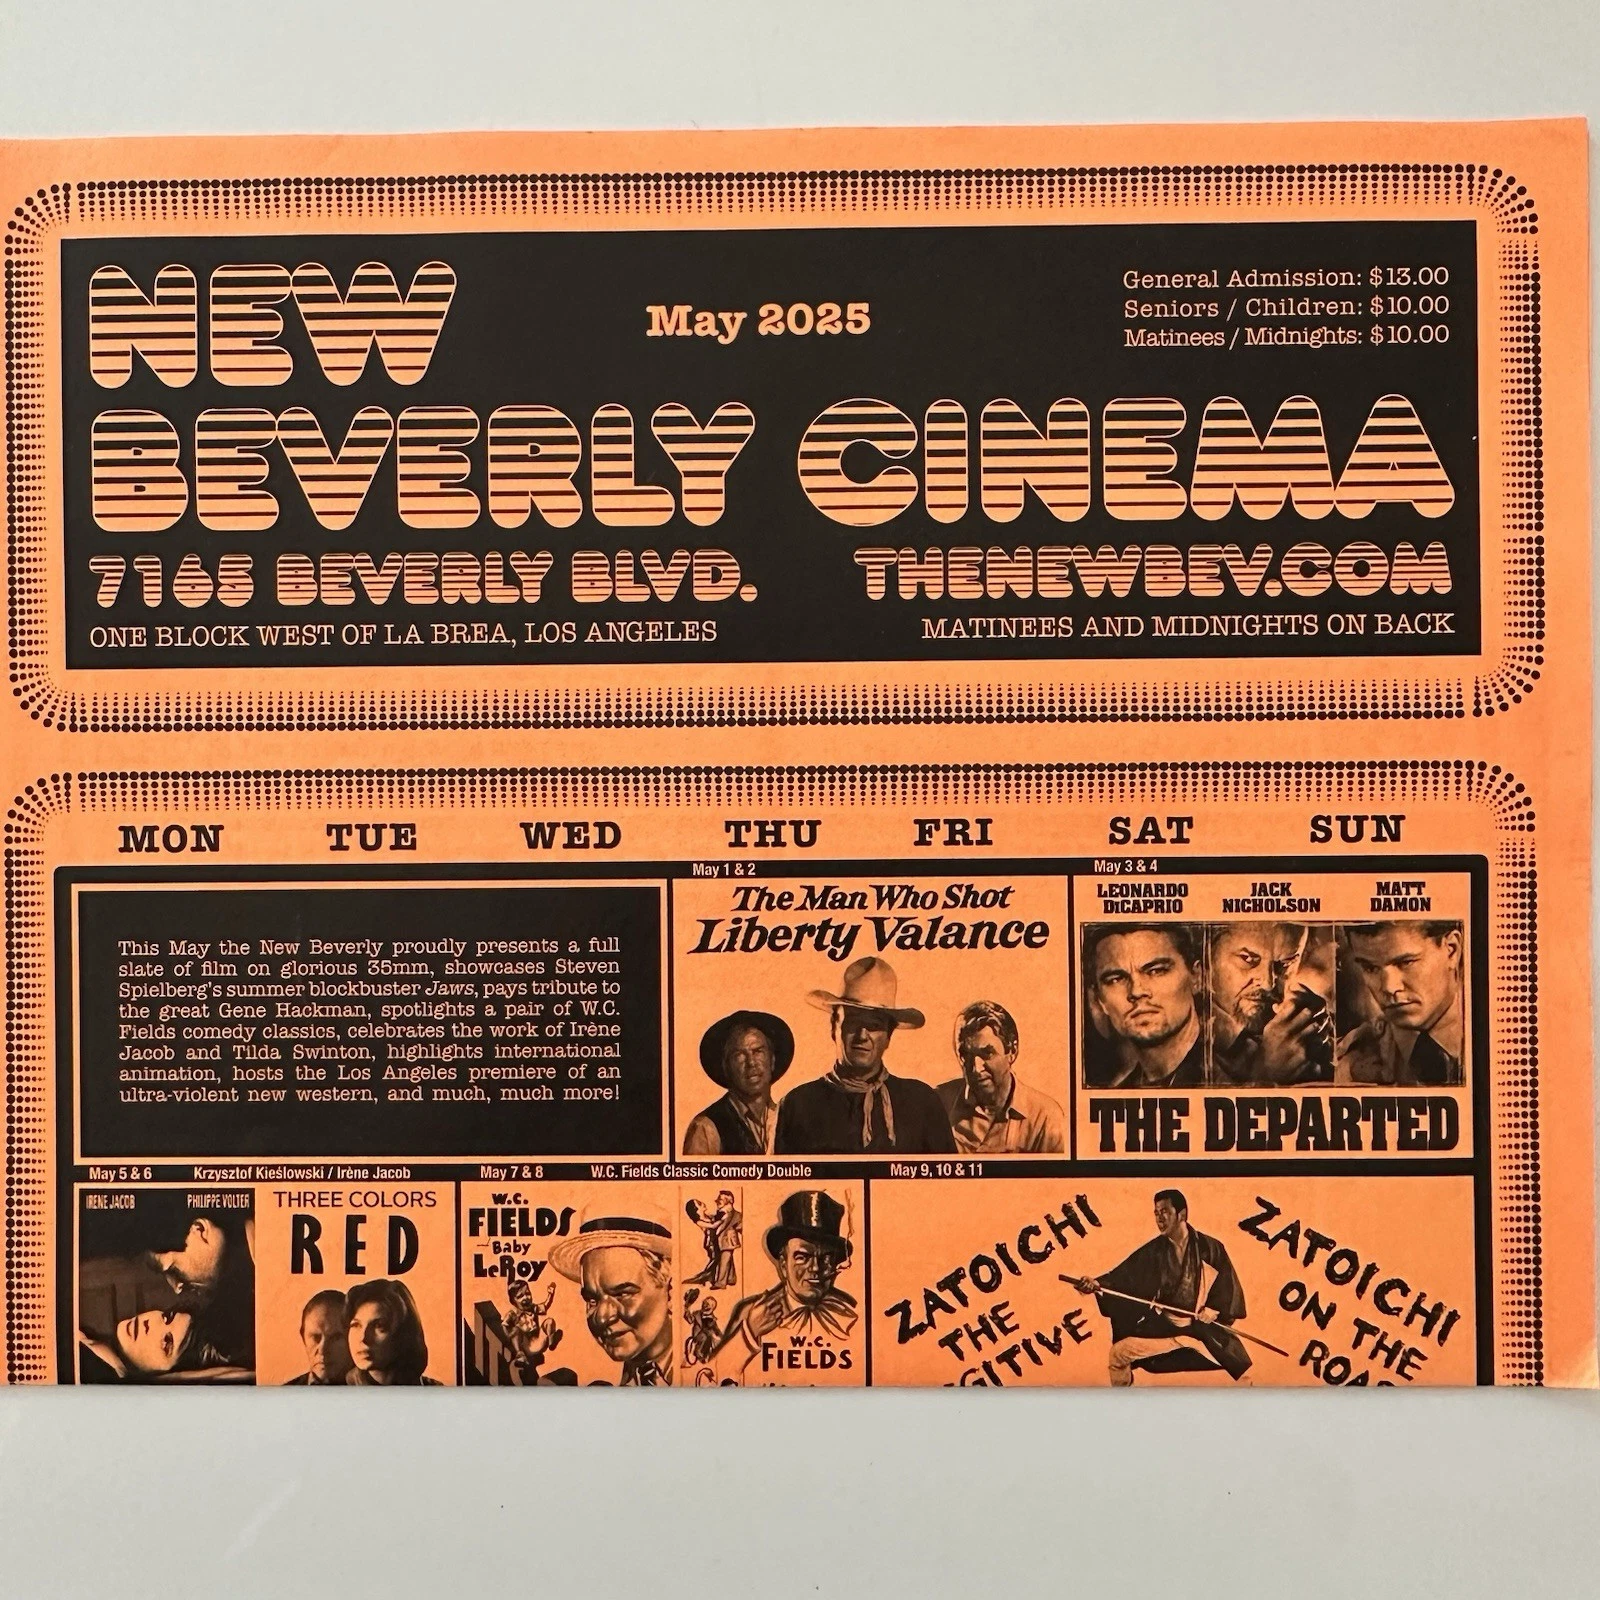 NEW
May 2025
General Admission: $13.00
Seniors / Children: $10.00
Matinees / Midnights: $10.00
BEVERLY CINEMA
7165 BEVERLY BLVD.
THENEWBEV.COM
ONE BLOCK WEST OF LA BREA, LOS ANGELES
MATINEES AND MIDNIGHTS ON BACK
MON TUE WED THU FRI SAT SUN
This May the New Beverly proudly presents a full
slate of film on glorious 35mm, showcases Steven
Spielberg's summer blockbuster Jaws, pays tribute to
the great Gene Hackman, spotlights a pair of W.C.
Fields comedy classics, celebrates the work of Irène
Jacob and Tilda Swinton, highlights international
animation, hosts the Los Angeles premiere of an
ultra-violent new western, and much, much more!
May 1 & 2
The Man Who Shot
Liberty Valance
May 3 & 4
LEONARDO
DiCAPRIO
JACK
NICHOLSON
MATT
DAMON
THE DEPARTED
May 5 & 6 Krzysztof Kieślowski / Irène Jacob
IRENE JACOB PHILIPPE VOLTER
THREE COLORS
RED
May 7 & 8 W.C. Fields Classic Comedy Double
W.C.
FIELDS
Baby
LeRoy
IT'S
W.C.
FIELDS
May 9, 10 & 11
ZATOICHI
THE
GITIVE
ZATOICHI
ON THE
ROA